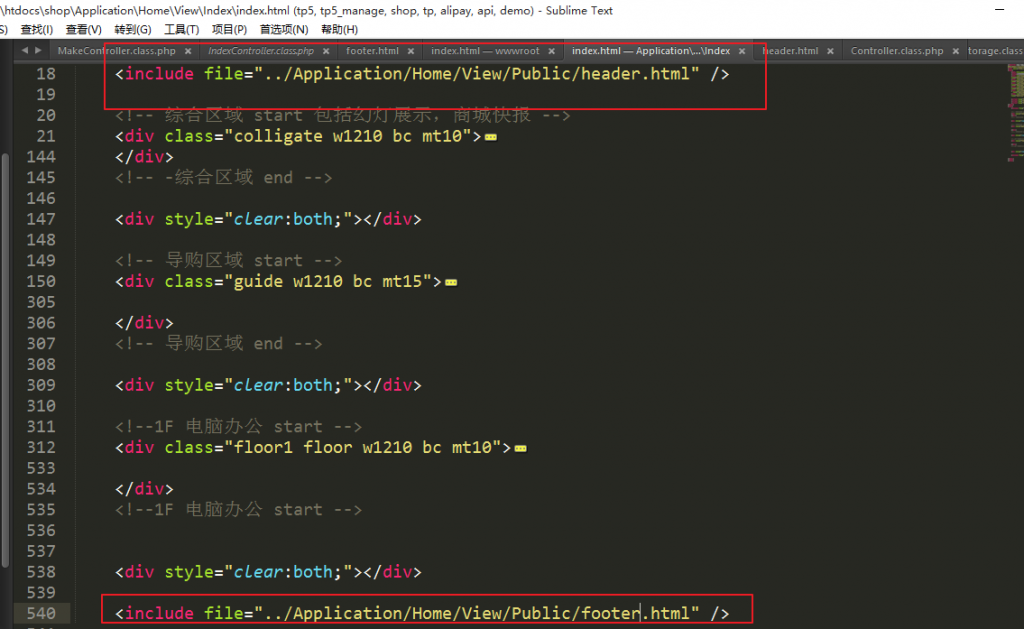 \htdocs\shop\Application\Home\View\Index\index.html (tp5, tp5_manage, shop, tp, alipay, api, demo) - Sublime Text
S) 查找(I) 查看(V) 转到(G) 工具(T) 项目(P) 首选项(N) 帮助(H)
MakeController.class.php × IndexController.class.php × footer.html × index.html — wwwroot × index.html — Application\...\Index × header.html × Controller.class.php × torage.class
18 <include file="../Application/Home/View/Public/header.html" />
19
20 <!-- 综合区域 start 包括幻灯展示，商城快报 -->
21 <div class="colligate w1210 bc mt10">
144 </div>
145 <!-- -综合区域 end -->
146
147 <div style="clear:both;"></div>
148
149 <!-- 导购区域 start -->
150 <div class="guide w1210 bc mt15">
305
306 </div>
307 <!-- 导购区域 end -->
308
309 <div style="clear:both;"></div>
310
311 <!--1F 电脑办公 start -->
312 <div class="floor1 floor w1210 bc mt10">
533
534 </div>
535 <!--1F 电脑办公 start -->
536
537
538 <div style="clear:both;"></div>
539
540 <include file="../Application/Home/View/Public/footer.html" />